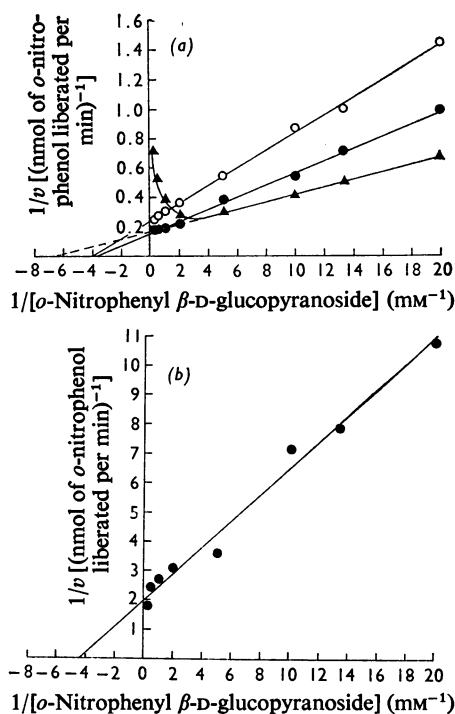 1/v [(nmol of o-nitro-
phenol liberated per
min)⁻¹]
(a)
1.6
1.4
1.2
1.0
0.8
0.6
0.4
0.2
−8 −6 −4 −2 0 2 4 6 8 10 12 14 16 18 20
1/[o-Nitrophenyl β-D-glucopyranoside] (mM⁻¹)
1/v [(nmol of o-nitrophenol
liberated per min)⁻¹]
(b)
11
10
9
8
7
6
5
4
3
2
1
−8 −6 −4 −2 0 2 4 6 8 10 12 14 16 18 20
1/[o-Nitrophenyl β-D-glucopyranoside] (mM⁻¹)